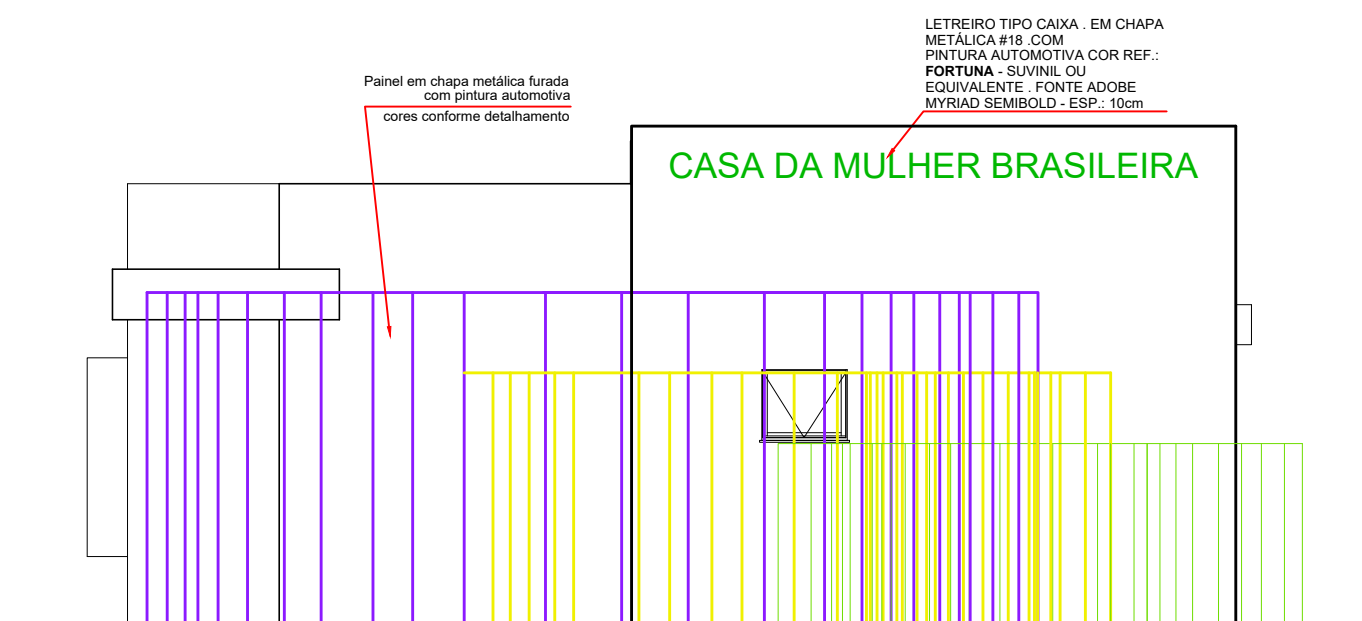 LETREIRO TIPO CAIXA . EM CHAPA
METÁLICA #18 .COM
PINTURA AUTOMOTIVA COR REF.:
FORTUNA - SUVINIL OU
EQUIVALENTE . FONTE ADOBE
MYRIAD SEMIBOLD - ESP.: 10cm
Painel em chapa metálica furada
com pintura automotiva
cores conforme detalhamento
CASA DA MULHER BRASILEIRA